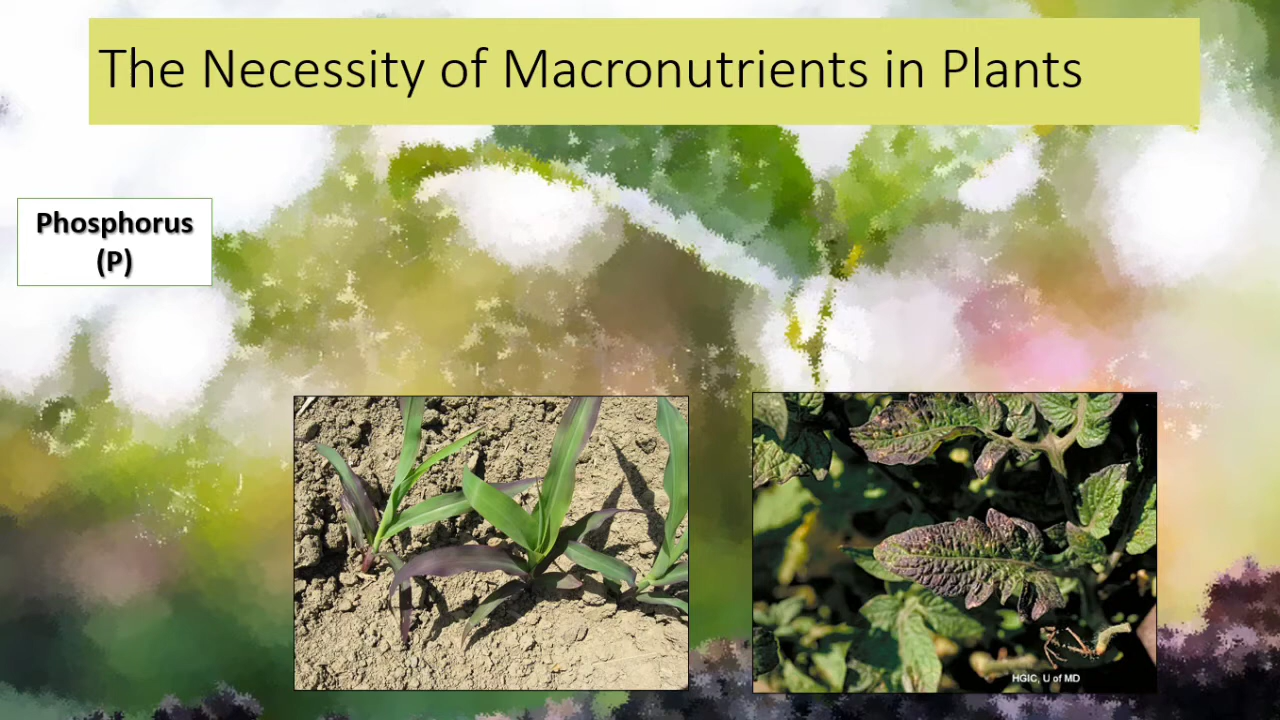 The Necessity of Macronutrients in Plants
Phosphorus
(P)
HGIC, U of MD